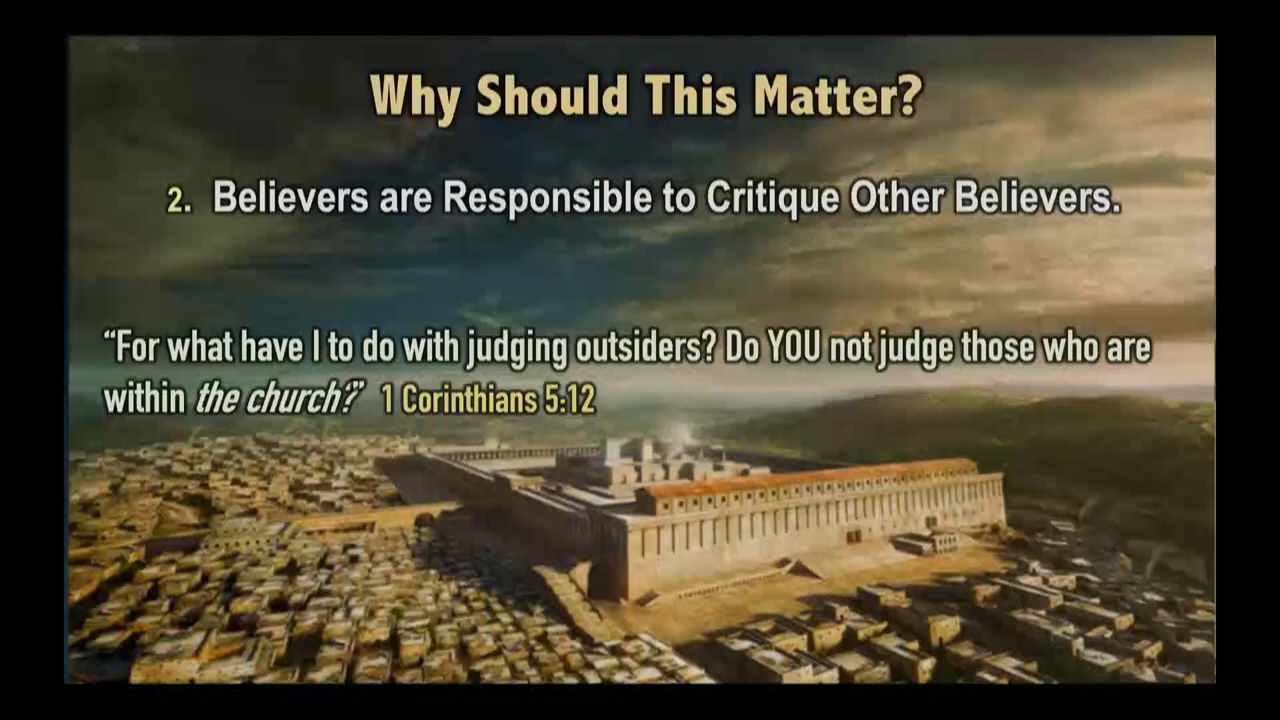 Why Should This Matter?
2. Believers are Responsible to Critique Other Believers.
“For what have I to do with judging outsiders? Do YOU not judge those who are
within the church?” 1 Corinthians 5:12